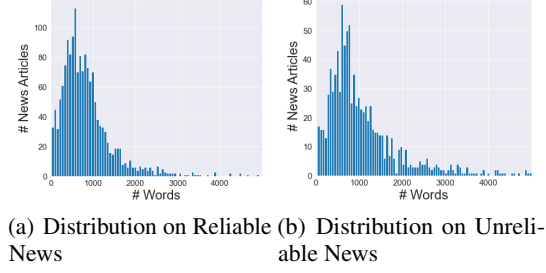 # News Articles
100
80
60
40
20
0
0 1000 2000 3000 4000
# Words
# News Articles
60
50
40
30
20
10
0
0 1000 2000 3000 4000
# Words
(a) Distribution on Reliable News
(b) Distribution on Unreli-
able News